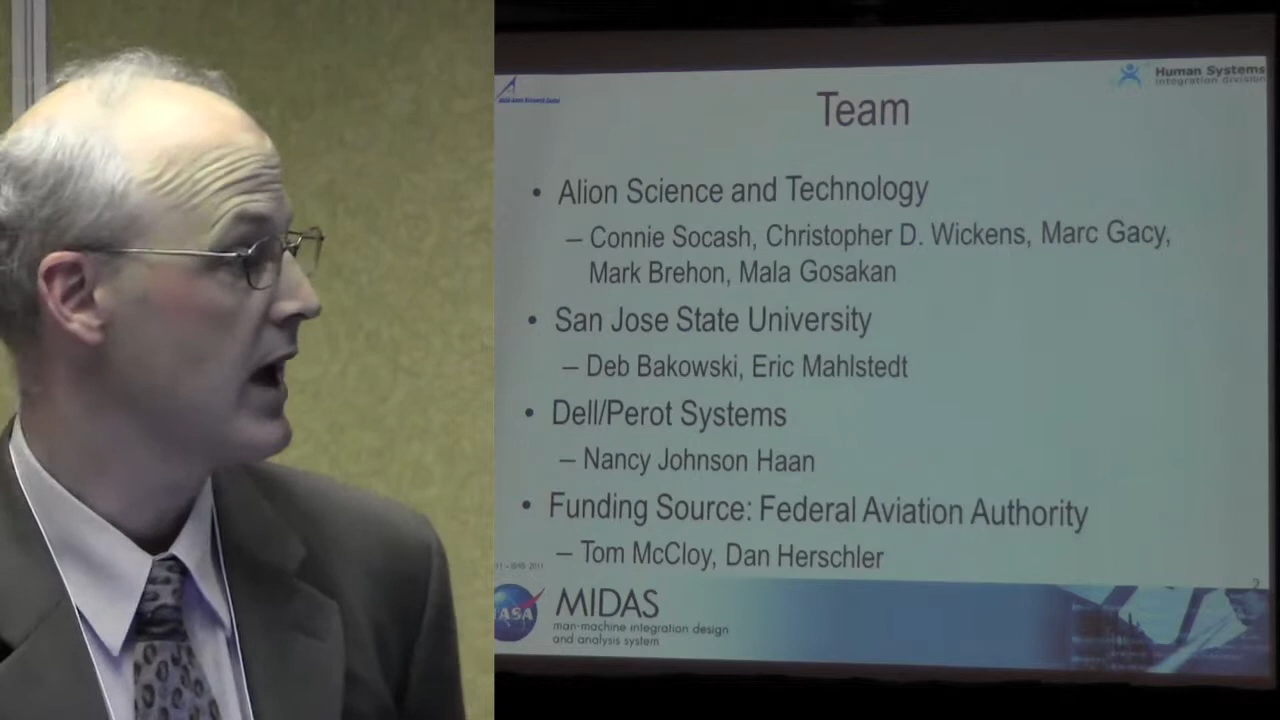 Human Systems
integration division
Team
• Alion Science and Technology
– Connie Socash, Christopher D. Wickens, Marc Gacy,
Mark Brehon, Mala Gosakan
• San Jose State University
– Deb Bakowski, Eric Mahlstedt
• Dell/Perot Systems
– Nancy Johnson Haan
• Funding Source: Federal Aviation Authority
– Tom McCloy, Dan Herschler
2
NASA
MIDAS
man-machine integration design
and analysis system